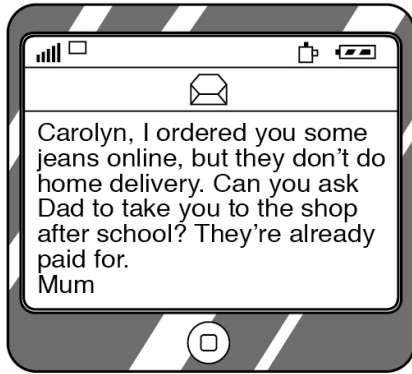 Carolyn, I ordered you some
jeans online, but they don’t do
home delivery. Can you ask
Dad to take you to the shop
after school? They’re already
paid for.
Mum